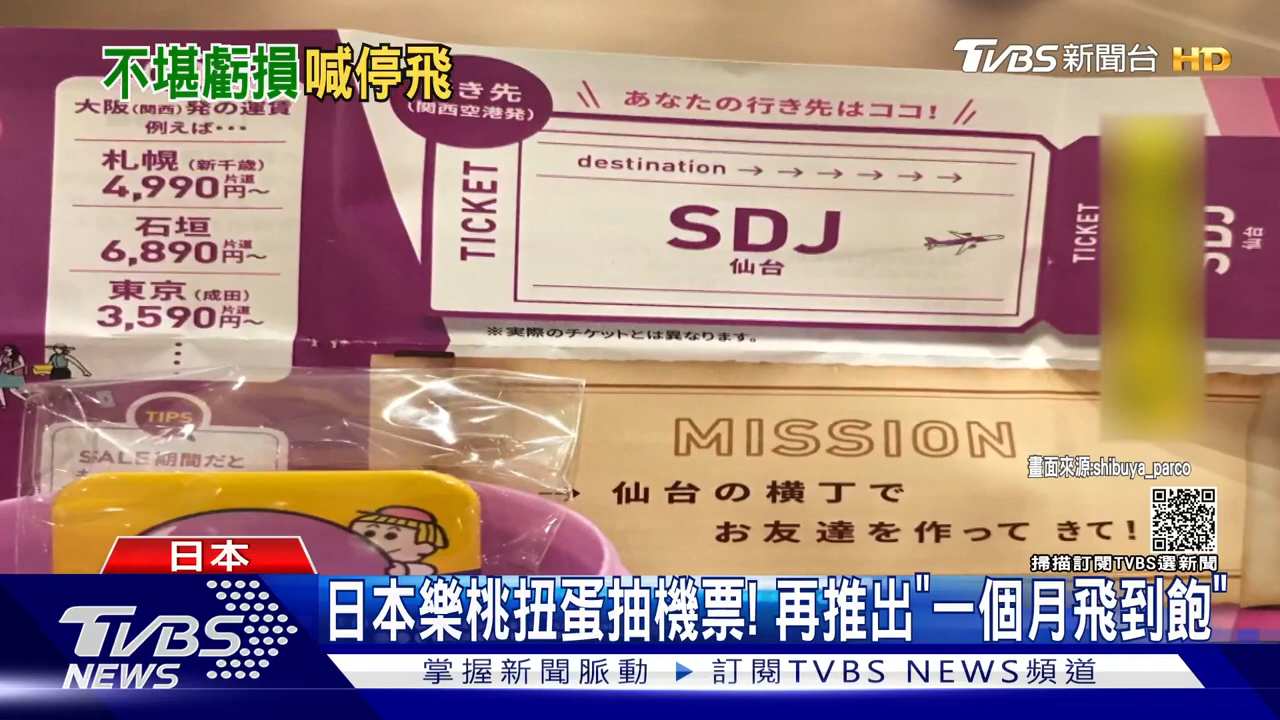 不堪虧損喊停飛
TVBS新聞台 HD
大阪(関西)発の運賃
例えば・・・
札幌(新千歳)
4,990円片道~
石垣
6,890円片道~
東京(成田)
3,590円片道~
き先
(関西空港発)
あなたの行き先はココ!
TICKET
destination → → → → → →
SDJ
仙台
TICKET
SDJ
仙台
※実際のチケットとは異なります。
TIPS
SALE期間だと
MISSION
→ 仙台の横丁で
お友達を作って きて!
畫面來源:shibuya_parco
掃描訂閱TVBS選新聞
日本
日本樂桃扭蛋抽機票! 再推出"一個月飛到飽"
TVBS NEWS
掌握新聞脈動 ▶ 訂閱TVBS NEWS頻道